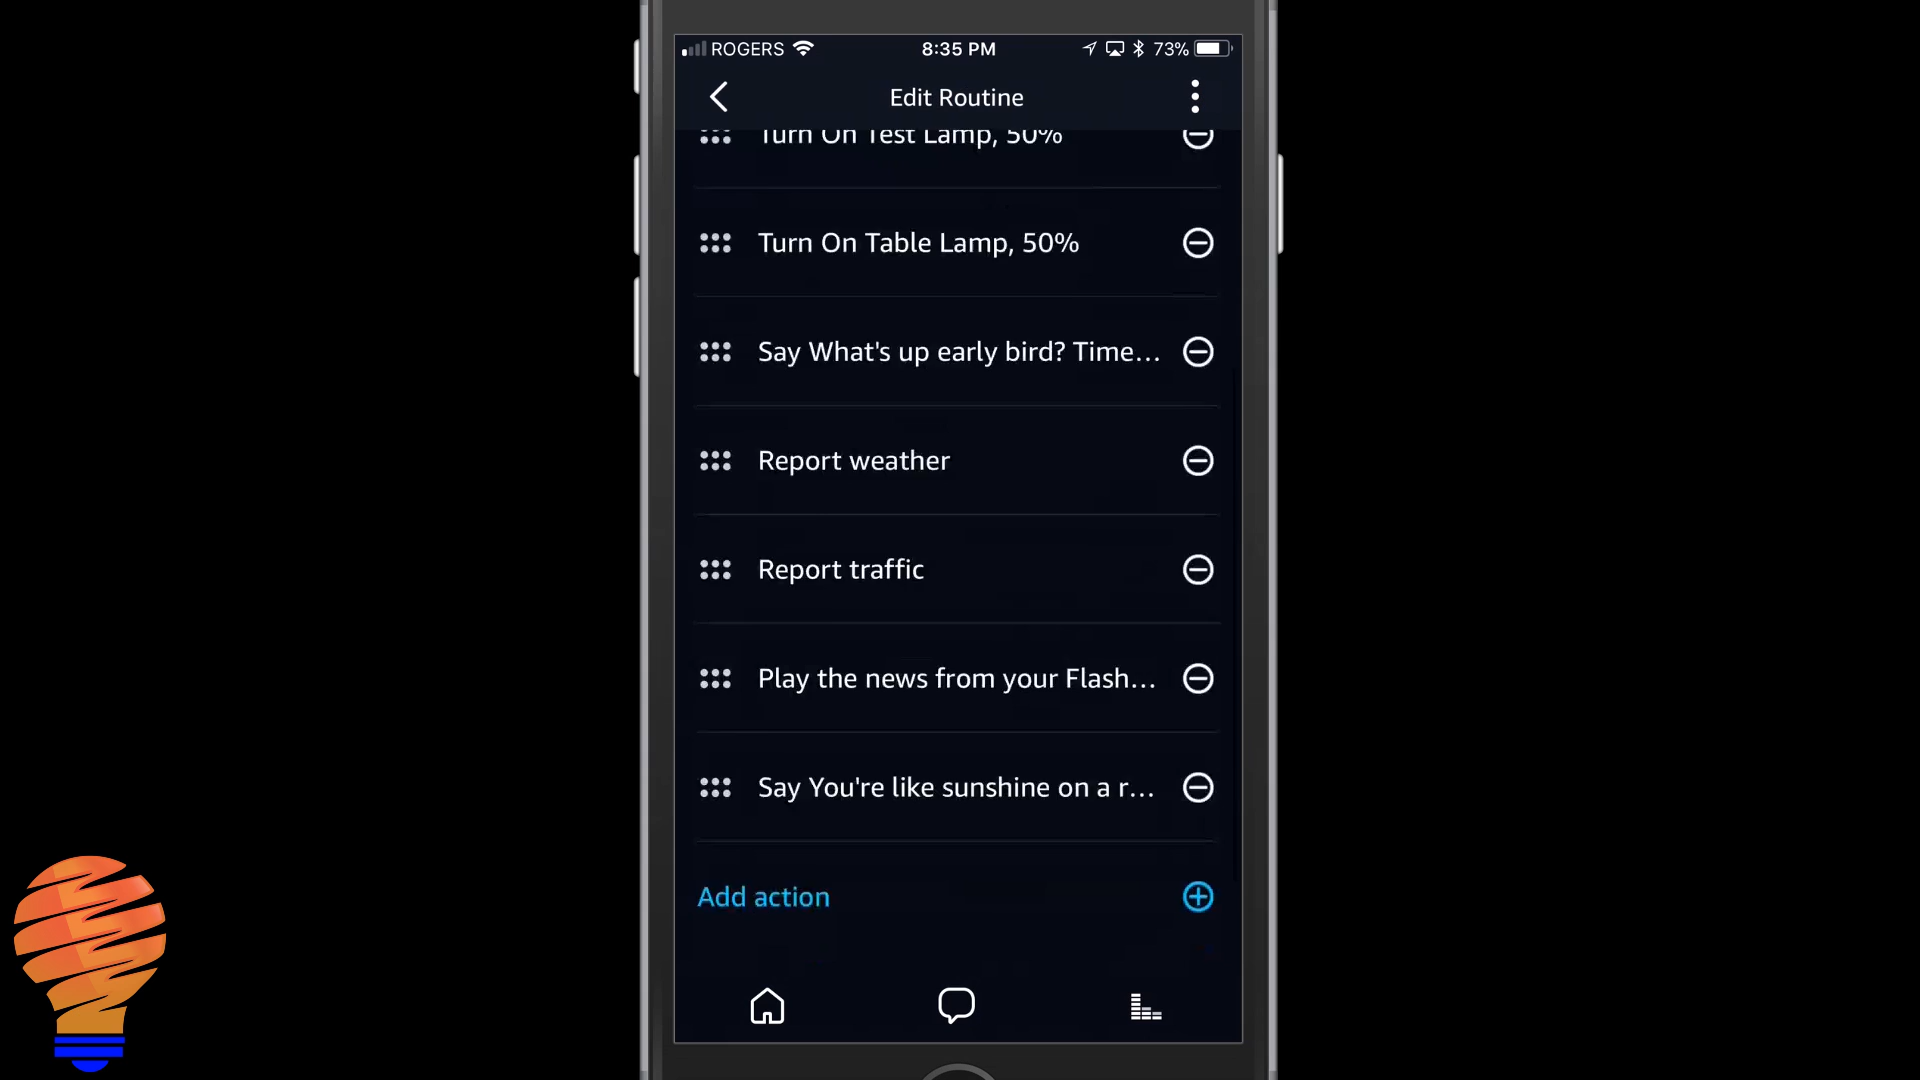 ROGERS 8:35 PM 73%
Edit Routine
Turn On Test Lamp, 50%
Turn On Table Lamp, 50%
Say What's up early bird? Time...
Report weather
Report traffic
Play the news from your Flash...
Say You're like sunshine on a r...
Add action